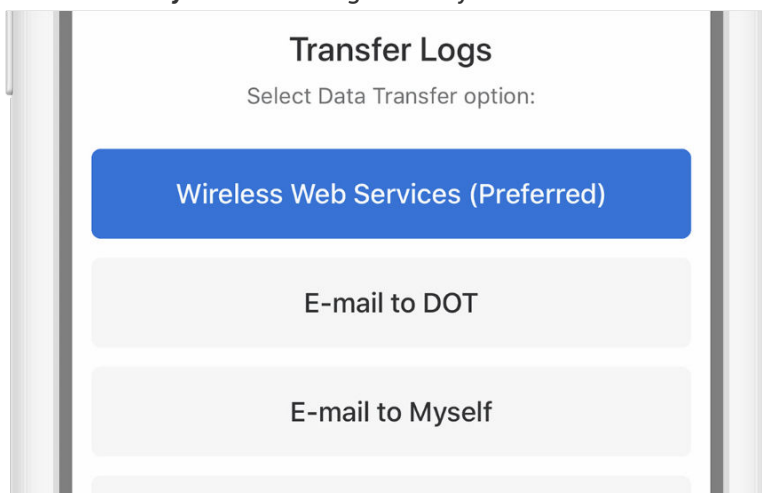 Transfer Logs
Select Data Transfer option:
Wireless Web Services (Preferred)
E-mail to DOT
E-mail to Myself